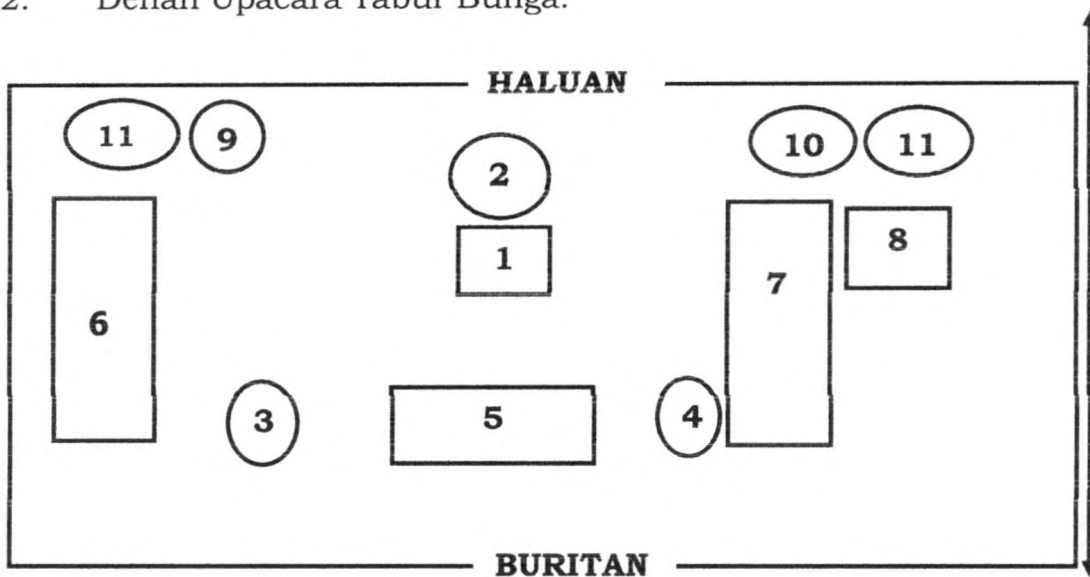 2. Denah Upacara Tabur Bunga.
HALUAN
11 9 10 11
2
1 8
7
6
3 5 4
BURITAN